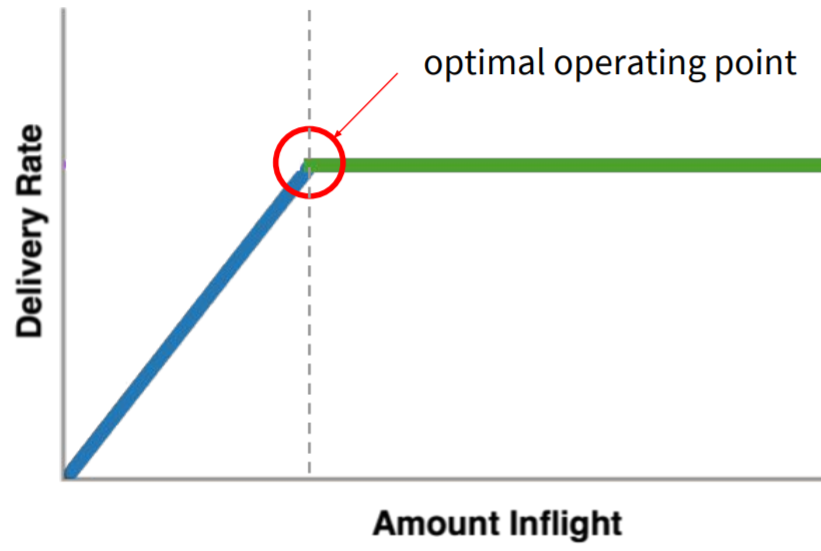 optimal operating point
Delivery Rate
Amount Inflight